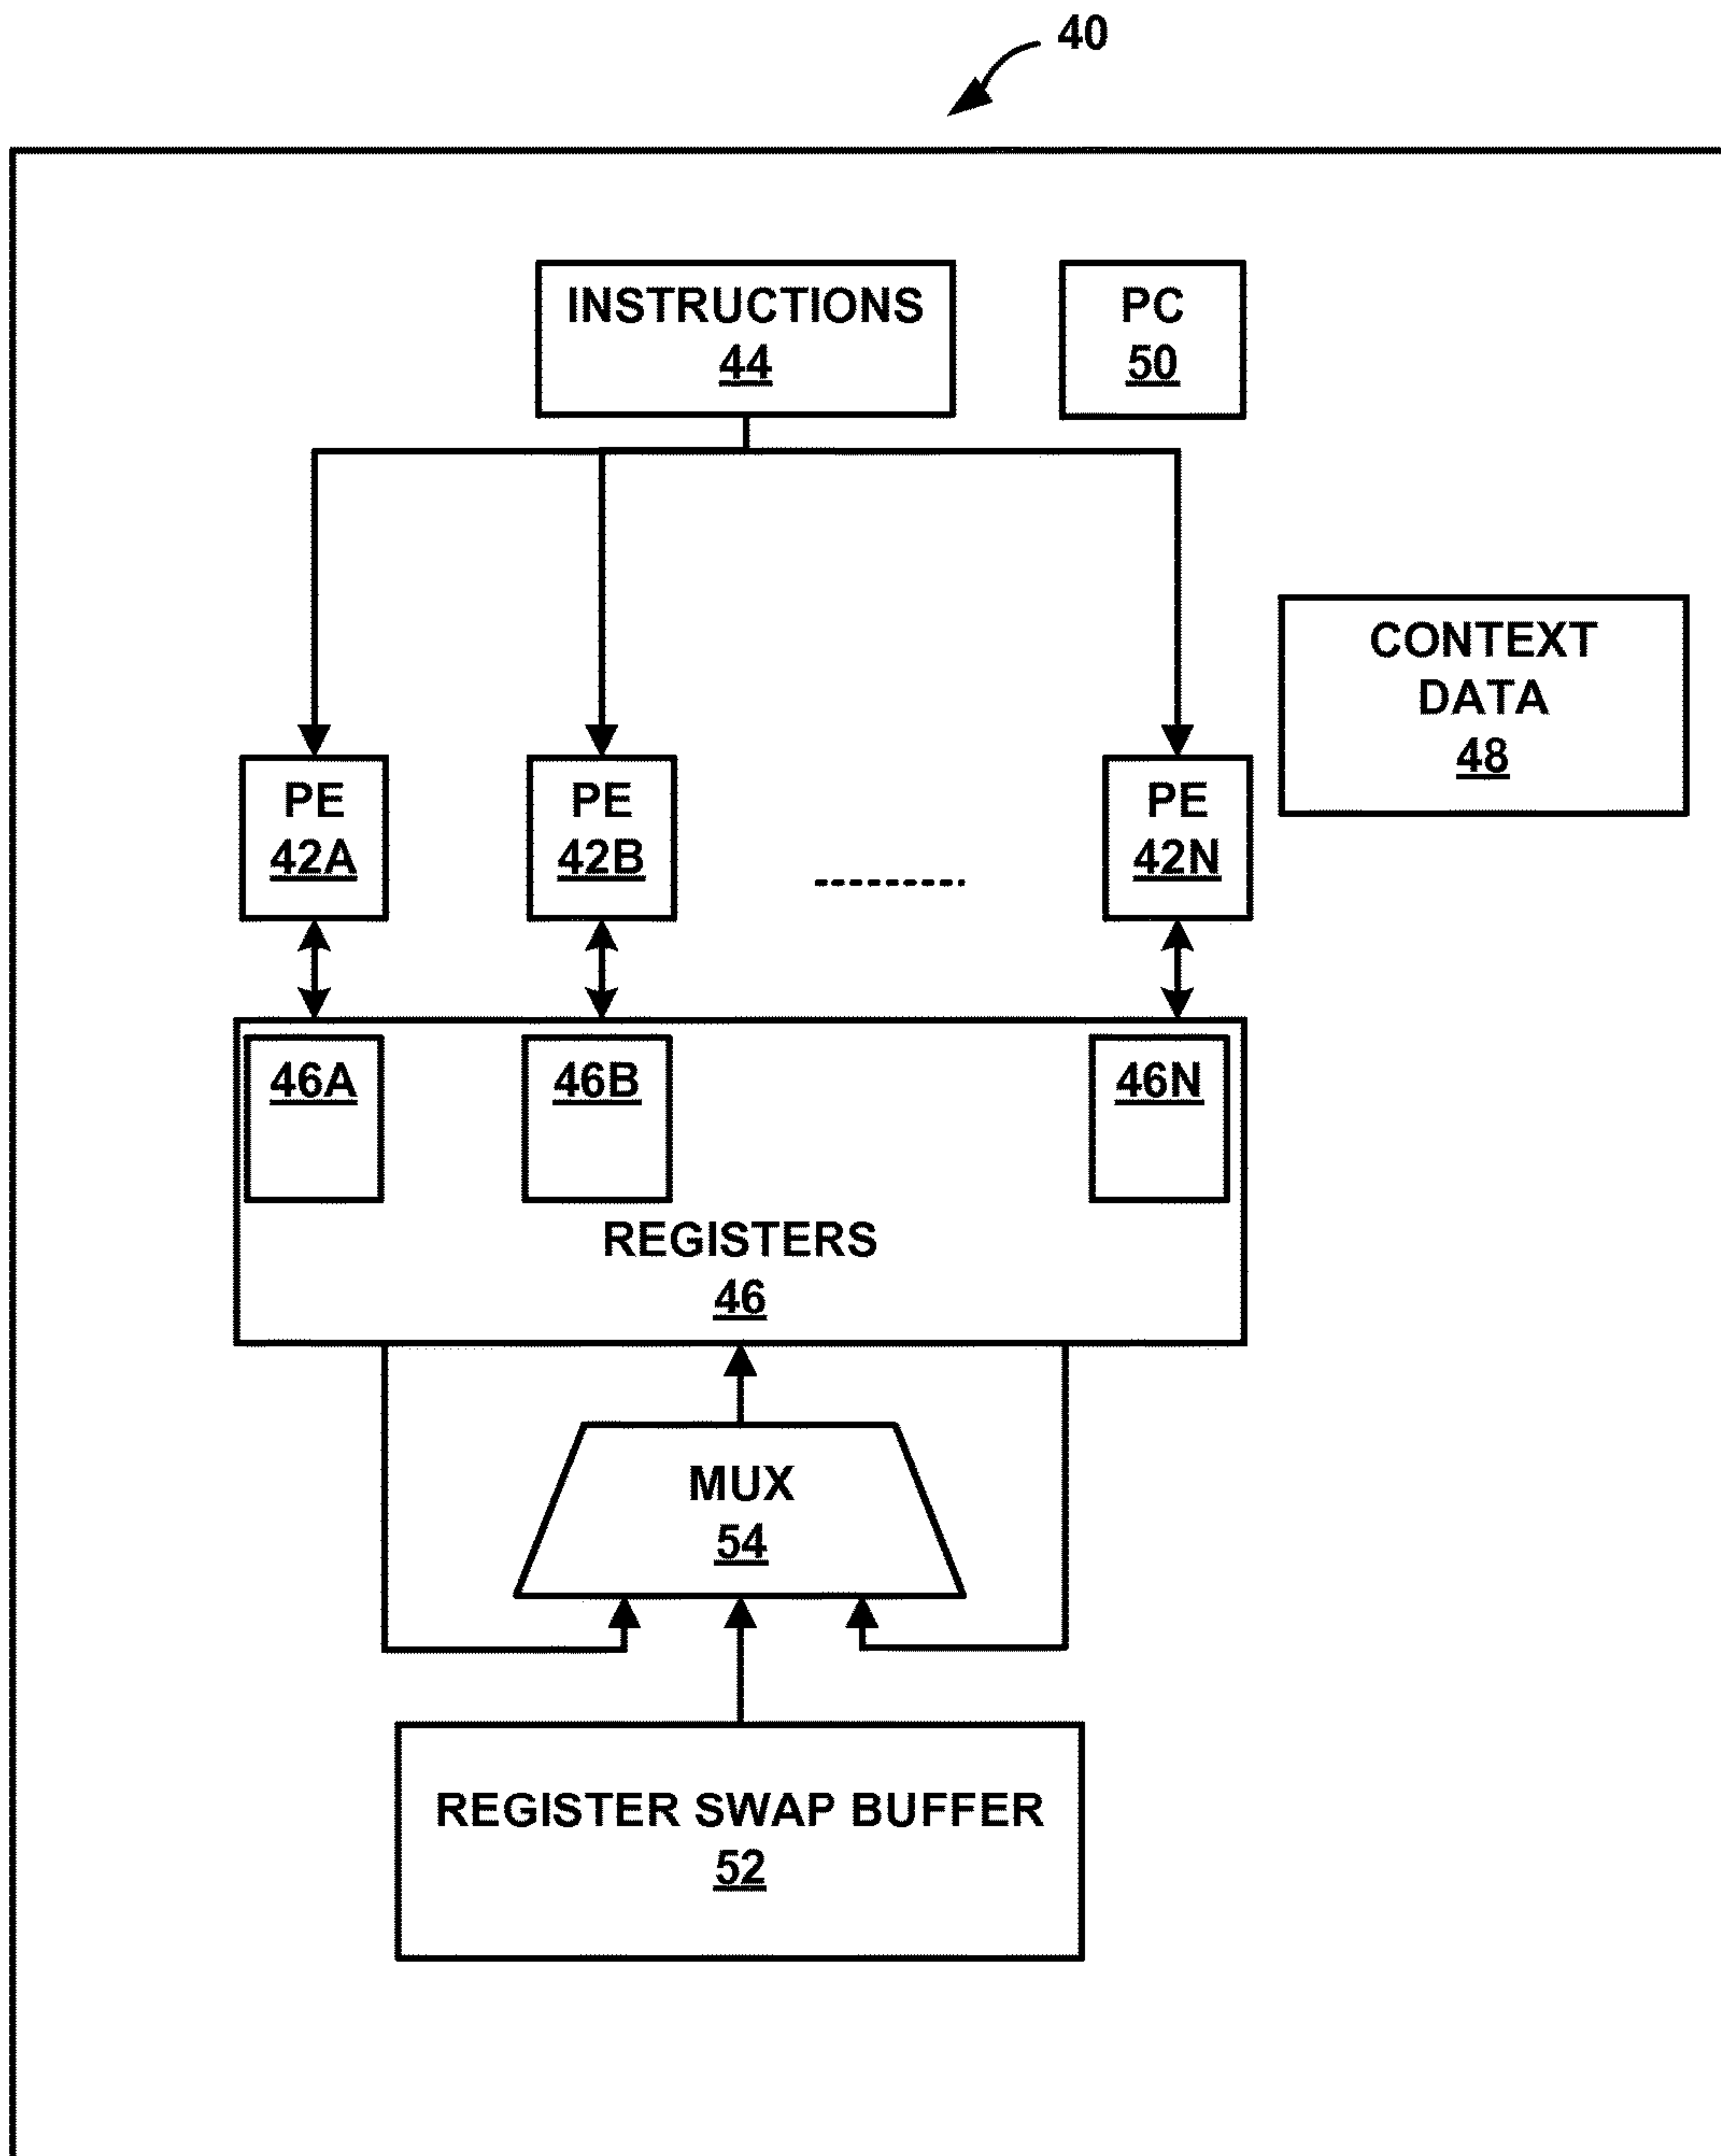 40
INSTRUCTIONS
44
PC
50
CONTEXT
DATA
48
PE
42A
PE
42B
PE
42N
46A
46B
46N
REGISTERS
46
MUX
54
REGISTER SWAP BUFFER
52